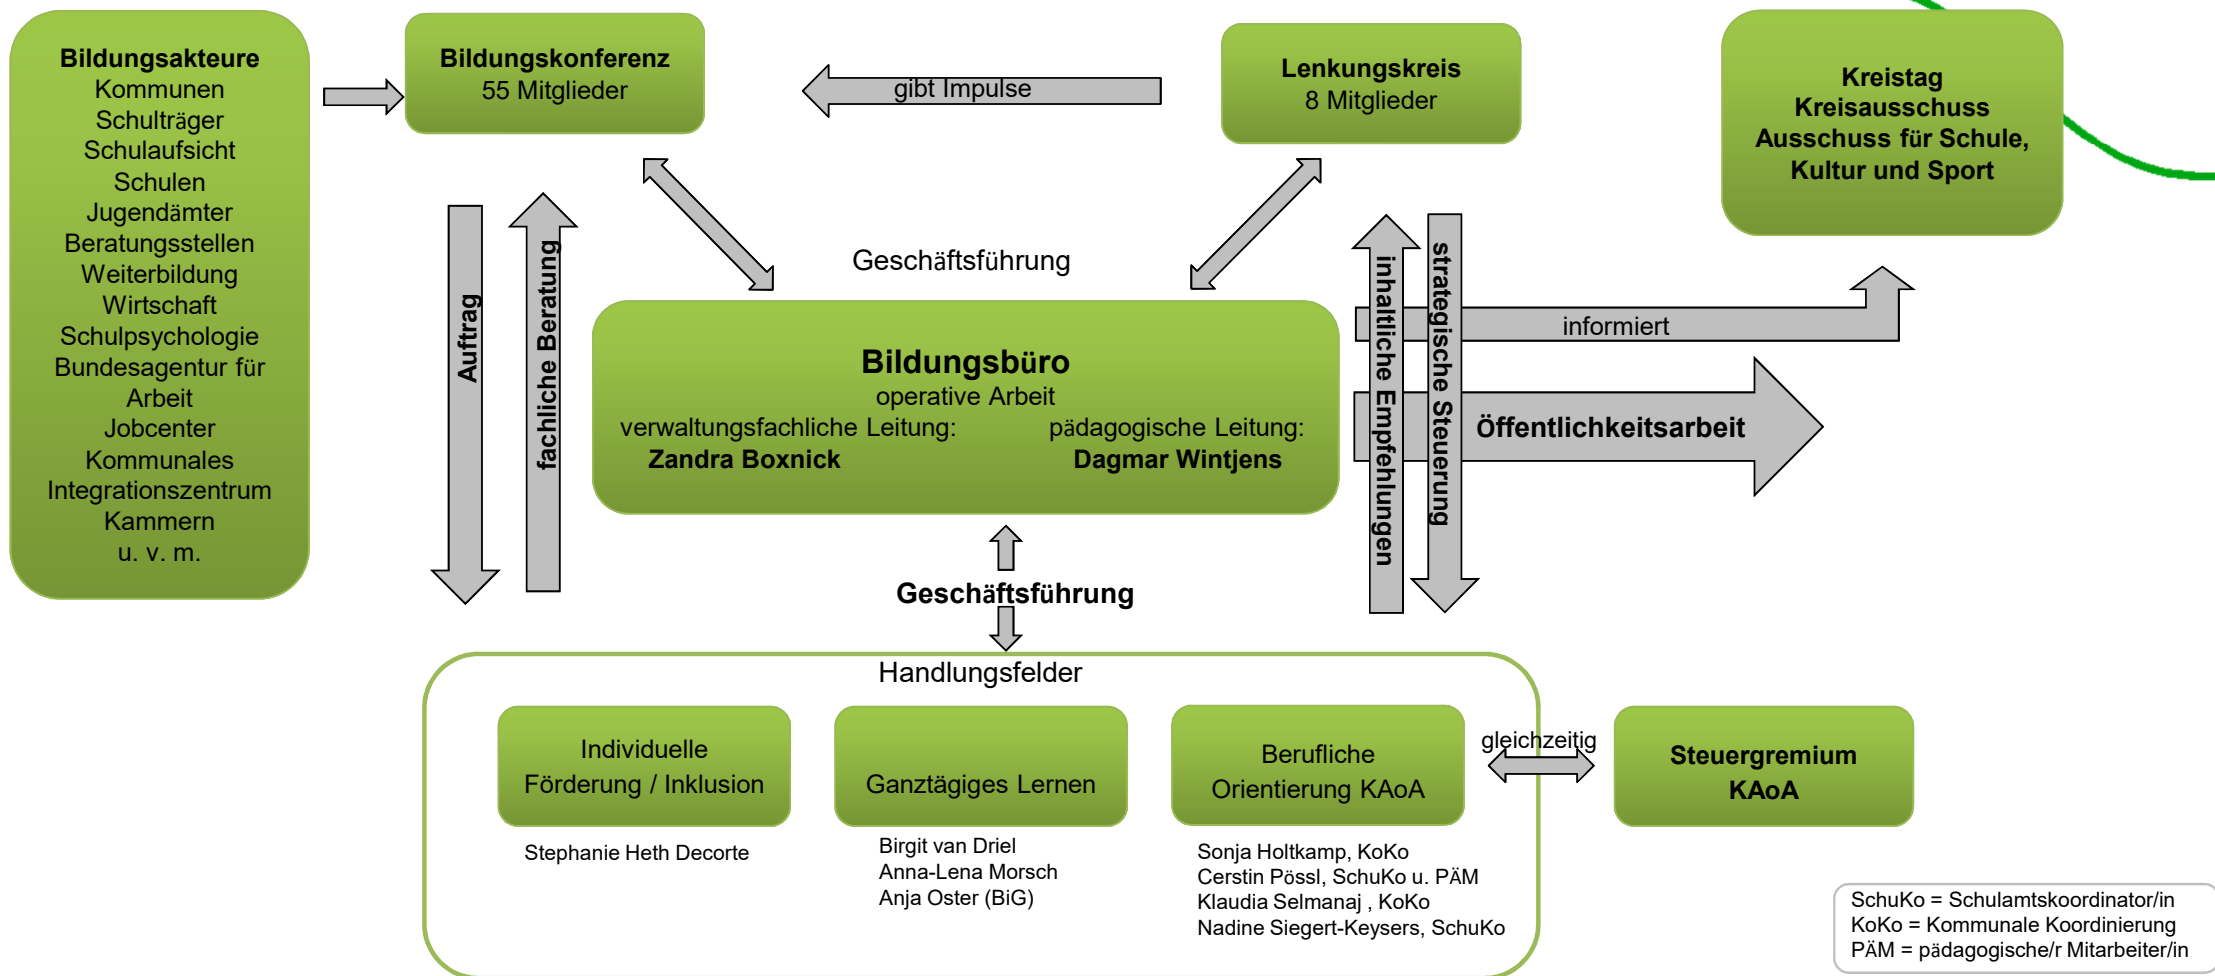 Bildungsakteure
Kommunen
Schulträger
Schulaufsicht
Schulen
Jugendämter
Beratungsstellen
Weiterbildung
Wirtschaft
Schulpsychologie
Bundesagentur für
Arbeit
Jobcenter
Kommunales
Integrationszentrum
Kammern
u. v. m.
Bildungskonferenz
55 Mitglieder
gibt Impulse
Lenkungskreis
8 Mitglieder
Kreistag
Kreisausschuss
Ausschuss für Schule,
Kultur und Sport
Auftrag
fachliche Beratung
Geschäftsführung
Bildungsbüro
operative Arbeit
verwaltungsfachliche Leitung:
Zandra Boxnick
pädagogische Leitung:
Dagmar Wintjens
inhaltliche Empfehlungen
strategische Steuerung
informiert
Öffentlichkeitsarbeit
Geschäftsführung
Handlungsfelder
Individuelle
Förderung / Inklusion
Stephanie Heth Decorte
Ganztägiges Lernen
Birgit van Driel
Anna-Lena Morsch
Anja Oster (BiG)
Berufliche
Orientierung KAoA
Sonja Holtkamp, KoKo
Cerstin Pössl, SchuKo u. PÄM
Klaudia Selmanaj , KoKo
Nadine Siegert-Keysers, SchuKo
gleichzeitig
Steuergremium
KAoA
SchuKo = Schulamtskoordinator/in
KoKo = Kommunale Koordinierung
PÄM = pädagogische/r Mitarbeiter/in